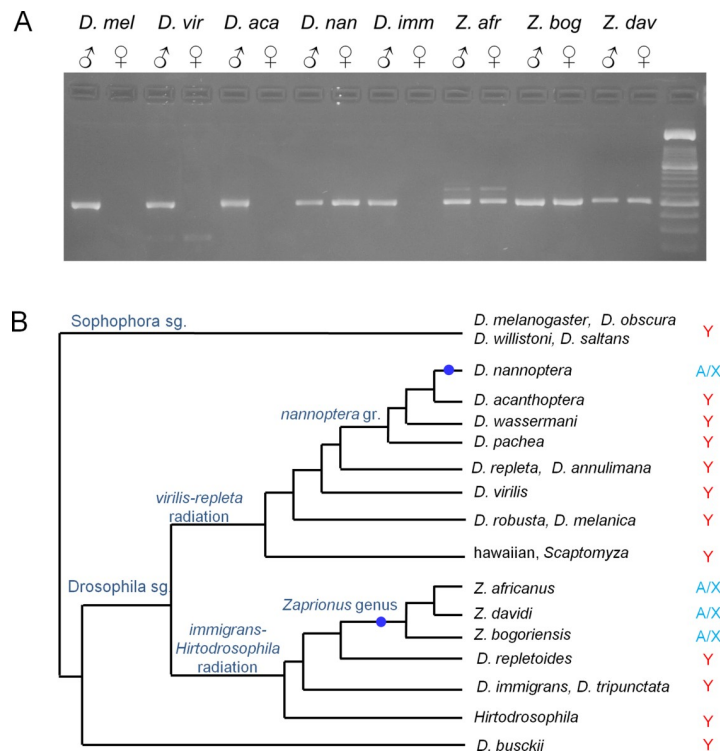 A
D. mel D. vir D. aca D. nan D. imm Z. afr Z. bog Z. dav
♂ ♀ ♂ ♀ ♂ ♀ ♂ ♀ ♂ ♀ ♂ ♀ ♂ ♀ ♂ ♀
B
Sophophora sg.
D. melanogaster, D. obscura
D. willistoni, D. saltans
Y
D. nannoptera A/X
D. acanthoptera Y
nannoptera gr.
D. wassermani Y
D. pachea Y
D. repleta, D. annulimana Y
D. virilis Y
virilis-repleta
radiation
D. robusta, D. melanica Y
hawaiian, Scaptomyza Y
Drosophila sg.
Z. africanus A/X
Zaprionus genus
Z. davidi A/X
Z. bogoriensis A/X
immigrans-
Hirtodrosophila
radiation
D. repletoides Y
D. immigrans, D. tripunctata Y
Hirtodrosophila Y
D. busckii Y